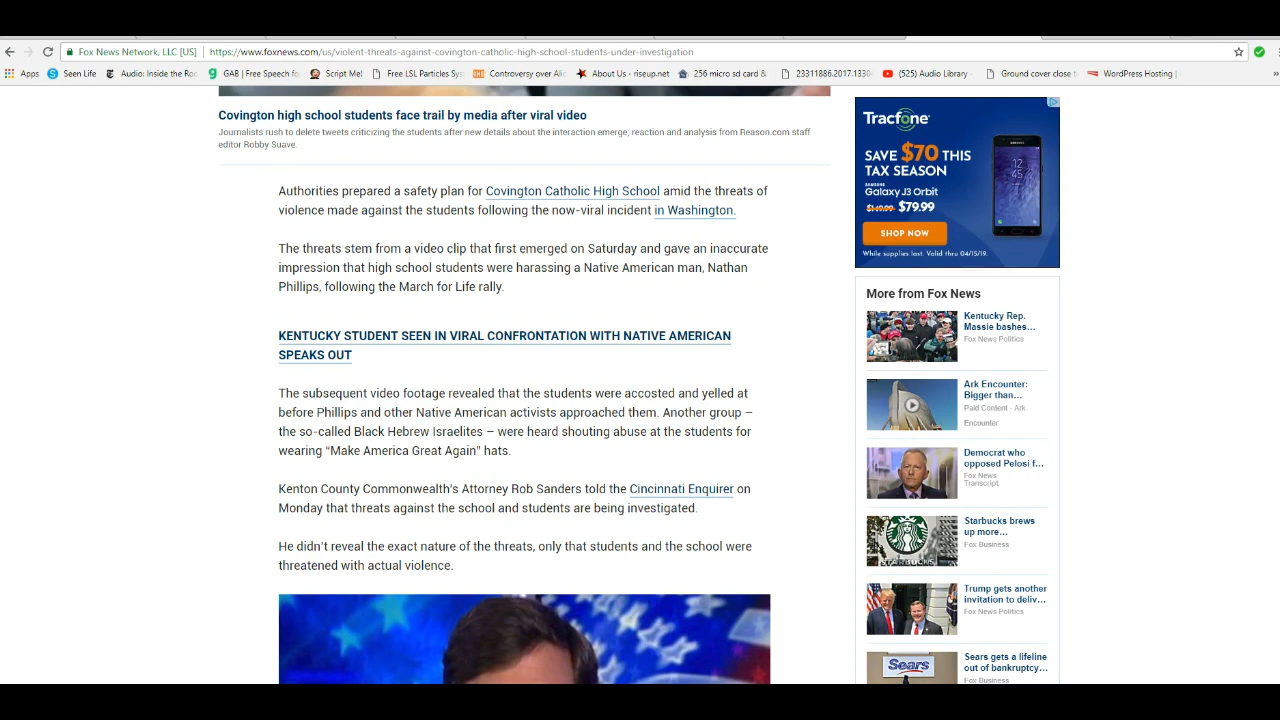 Fox News Network, LLC [US] | https://www.foxnews.com/us/violent-threats-against-covington-catholic-high-school-students-under-investigation
Apps Seen Life Audio: Inside the Roc GAB | Free Speech fo Script Me! Free LSL Particles Sys Controversy over Alic About Us - riseup.net 256 micro sd card & 23311886.2017.1330 (525) Audio Library - Ground cover close to WordPress Hosting |
Covington high school students face trail by media after viral video
Journalists rush to delete tweets criticizing the students after new details about the interaction emerge; reaction and analysis from Reason.com staff
editor Robby Suave.
Authorities prepared a safety plan for Covington Catholic High School amid the threats of
violence made against the students following the now-viral incident in Washington.
The threats stem from a video clip that first emerged on Saturday and gave an inaccurate
impression that high school students were harassing a Native American man, Nathan
Phillips, following the March for Life rally.
KENTUCKY STUDENT SEEN IN VIRAL CONFRONTATION WITH NATIVE AMERICAN
SPEAKS OUT
The subsequent video footage revealed that the students were accosted and yelled at
before Phillips and other Native American activists approached them. Another group –
the so-called Black Hebrew Israelites – were heard shouting abuse at the students for
wearing “Make America Great Again” hats.
Kenton County Commonwealth's Attorney Rob Sanders told the Cincinnati Enquirer on
Monday that threats against the school and students are being investigated.
He didn't reveal the exact nature of the threats, only that students and the school were
threatened with actual violence.
Tracfone
SAVE $70 THIS
TAX SEASON
SAMSUNG
Galaxy J3 Orbit
$149.99 $79.99
SHOP NOW
While supplies last. Valid thru 04/15/19.
12
45
More from Fox News
Kentucky Rep.
Massie bashes…
Fox News Politics
Ark Encounter:
Bigger than…
Paid Content - Ark
Encounter
Democrat who
opposed Pelosi f…
Fox News
Transcript
Starbucks brews
up more…
Fox Business
STARBUCKS
Trump gets another
invitation to deliv…
Fox News Politics
Sears gets a lifeline
out of bankruptcy…
Fox Business
Sears